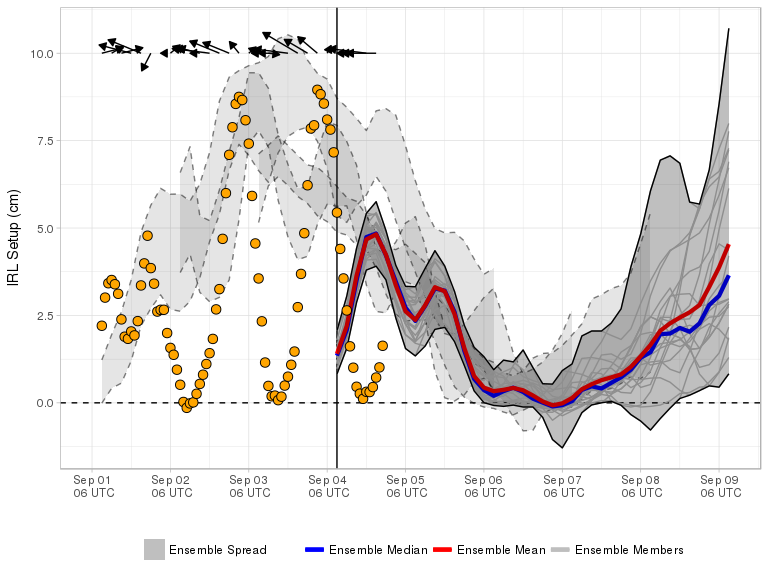 IRL Setup (cm)
10.0
7.5
5.0
2.5
0.0
Sep 01 Sep 02 Sep 03 Sep 04 Sep 05 Sep 06 Sep 07 Sep 08 Sep 09
06 UTC 06 UTC 06 UTC 06 UTC 06 UTC 06 UTC 06 UTC 06 UTC 06 UTC
Ensemble Spread Ensemble Median Ensemble Mean Ensemble Members